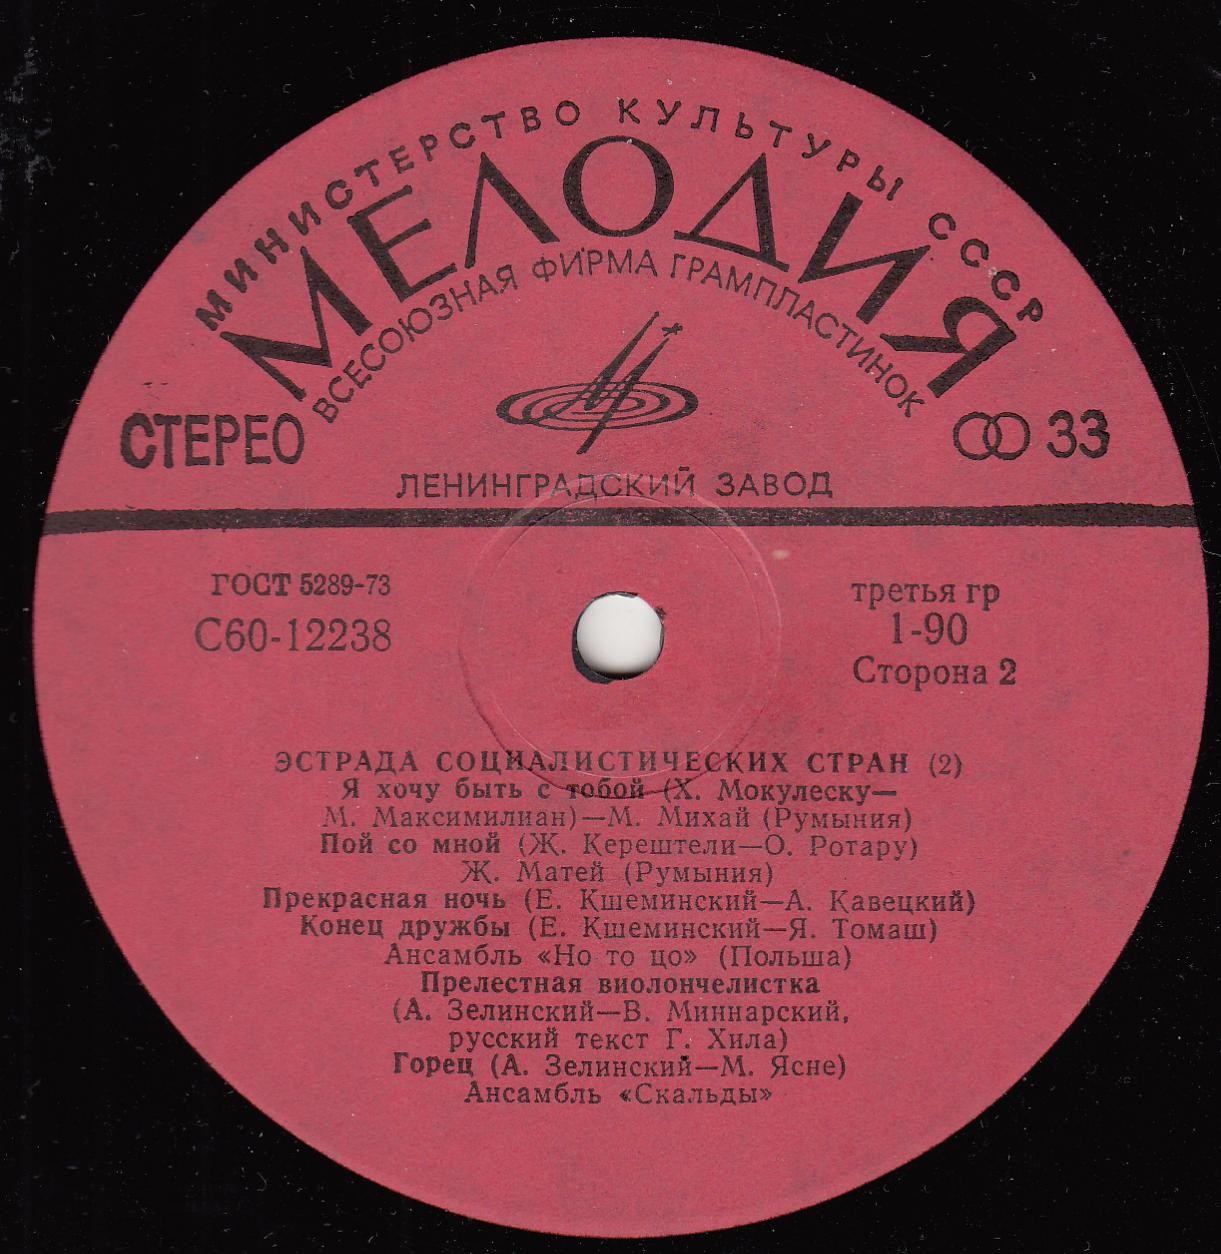 МИНИСТЕРСТВО КУЛЬТУРЫ СССР
МЕЛОДИЯ
ВСЕСОЮЗНАЯ ФИРМА ГРАМПЛАСТИНОК
СТЕРЕО
33
ЛЕНИНГРАДСКИЙ ЗАВОД
ГОСТ 5289-73
С60-12238
третья гр
1-90
Сторона 2
ЭСТРАДА СОЦИАЛИСТИЧЕСКИХ СТРАН (2)
Я хочу быть с тобой (Х. Мокулеску—
М. Максимилиан)—М. Михай (Румыния)
Пой со мной (Ж. Керештели—О. Ротару)
Ж. Матей (Румыния)
Прекрасная ночь (Е. Кшеминский—А. Кавецкий)
Конец дружбы (Е. Кшеминский—Я. Томаш)
Ансамбль «Но то цо» (Польша)
Прелестная виолончелистка
(А. Зелинский—В. Миннарский,
русский текст Г. Хила)
Горец (А. Зелинский—М. Ясне)
Ансамбль «Скальды»